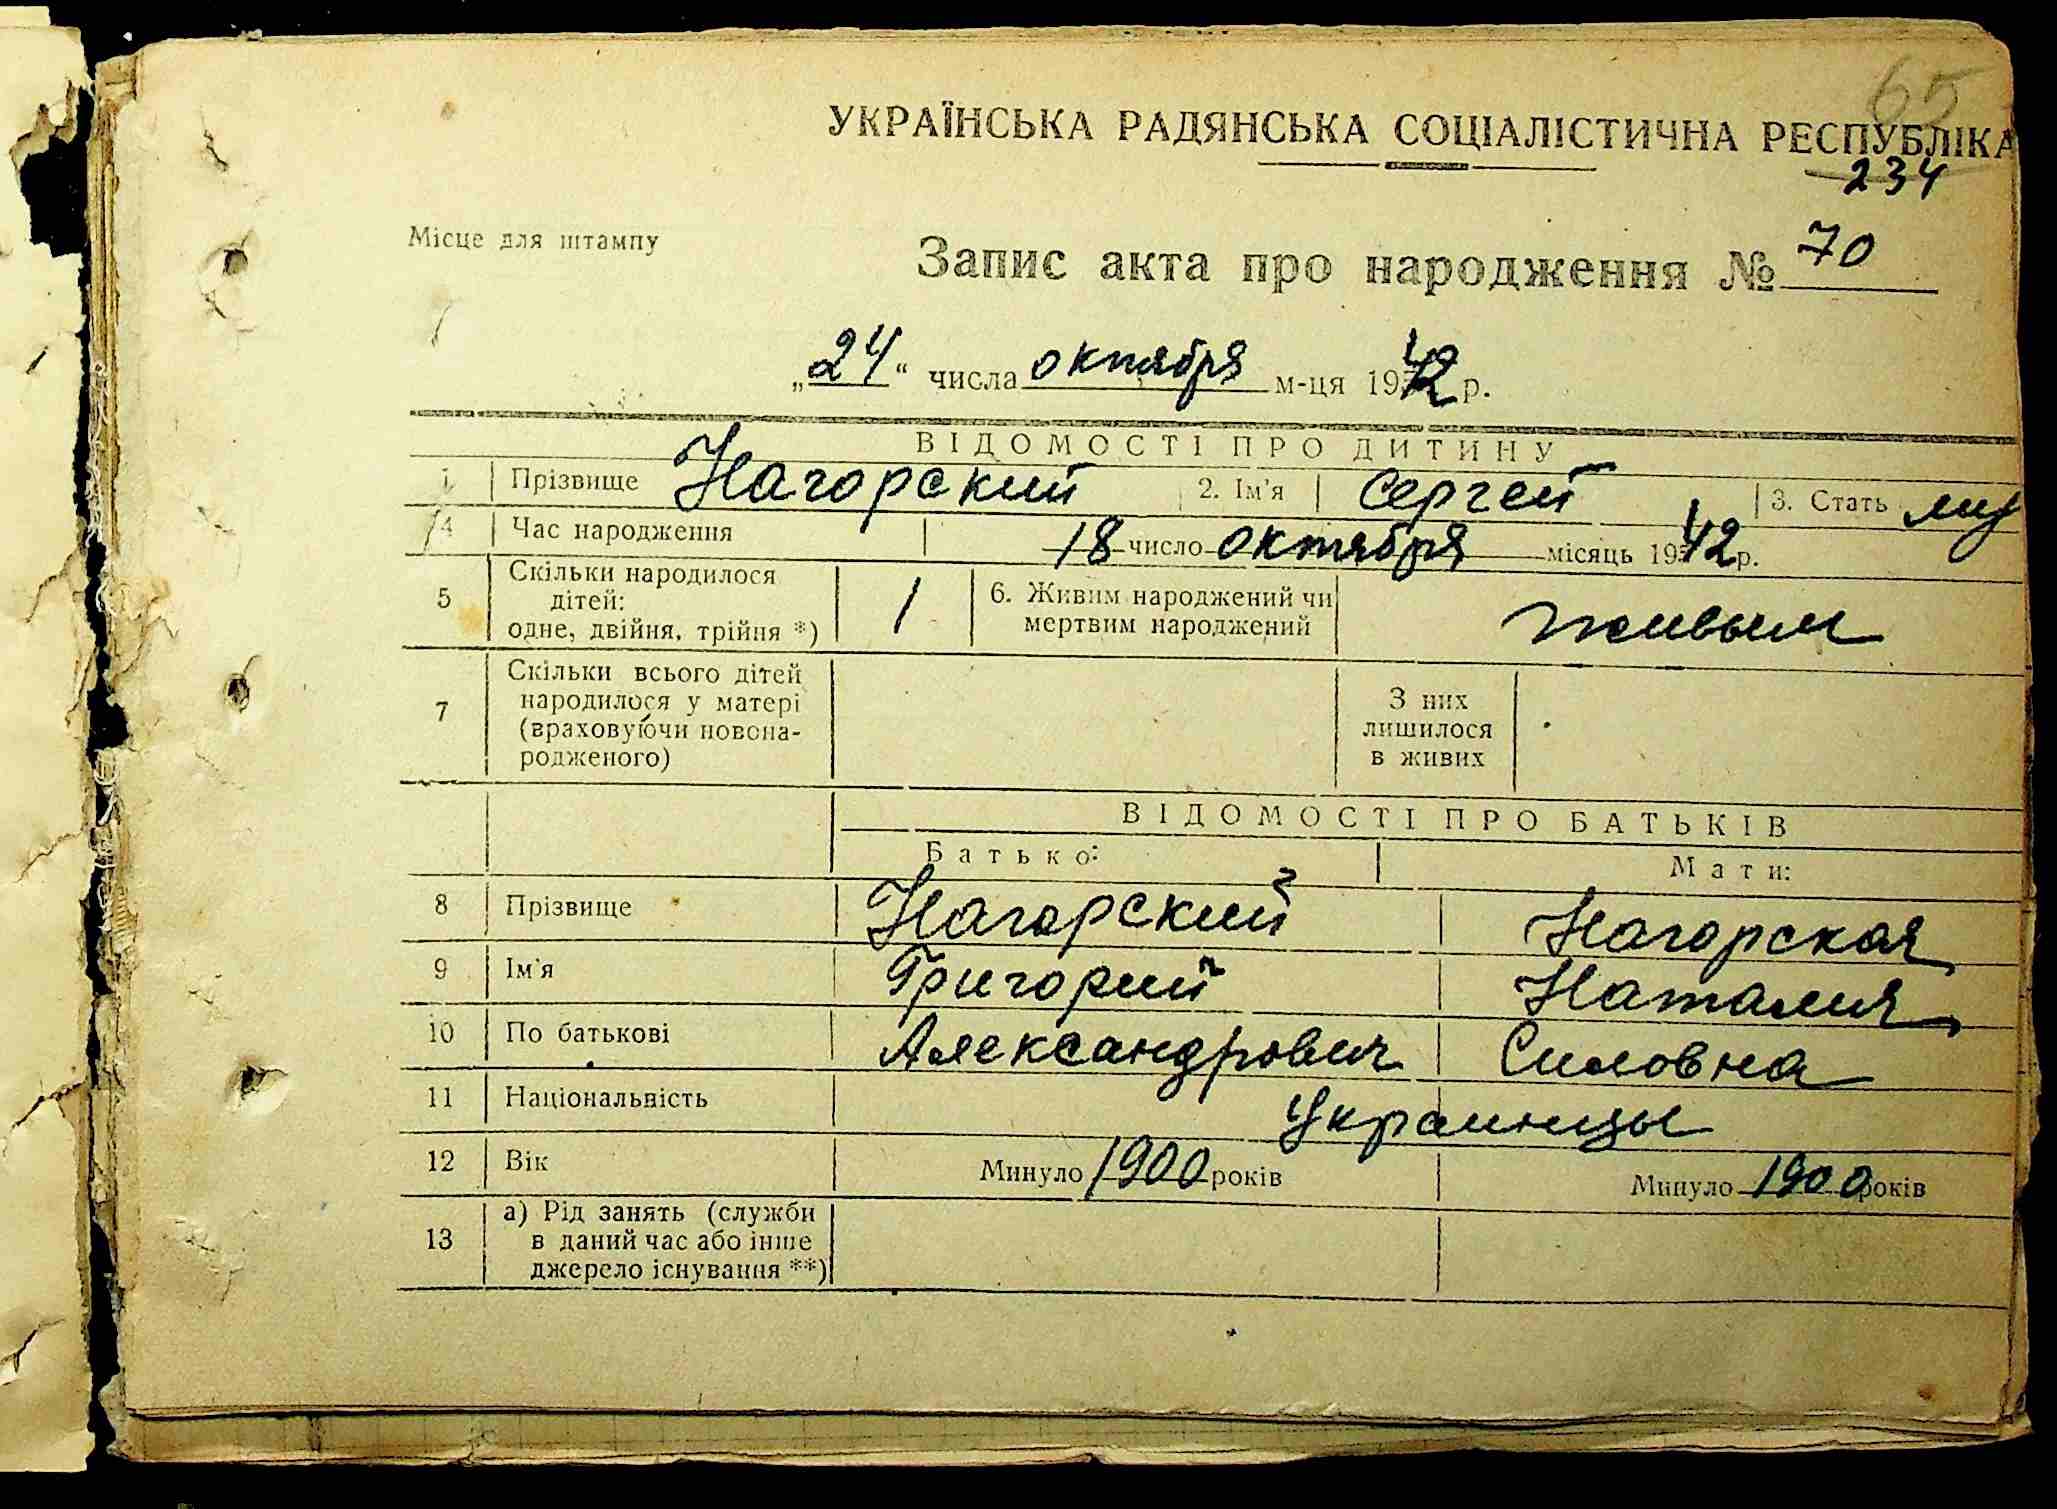 65
УКРАЇНСЬКА РАДЯНСЬКА СОЦІАЛІСТИЧНА РЕСПУБЛІКА
234
Місце для штампу
Запис акта про народження № 70
„24“ числа октября м-ця 1942 р.
ВІДОМОСТІ ПРО ДИТИНУ
1 Прізвище Нагорский 2. Ім'я Сергей 3. Стать муж
4 Час народження 18 число октября місяць 1942 р.
5 Скільки народилося дітей: одне, двійня, трійня *) 1 6. Живим народжений чи мертвим народжений живым
7 Скільки всього дітей народилося у матері (враховуючи новонародженого) З них лишилося в живих
ВІДОМОСТІ ПРО БАТЬКІВ
Батько: Мати:
8 Прізвище Нагорский Нагорская
9 Ім'я Григорий Наталия
10 По батькові Александрович Силовна
11 Національність Украинцы
12 Вік Минуло 1900 років Минуло 1900 років
13 а) Рід занять (служби в даний час або інше джерело існування **)